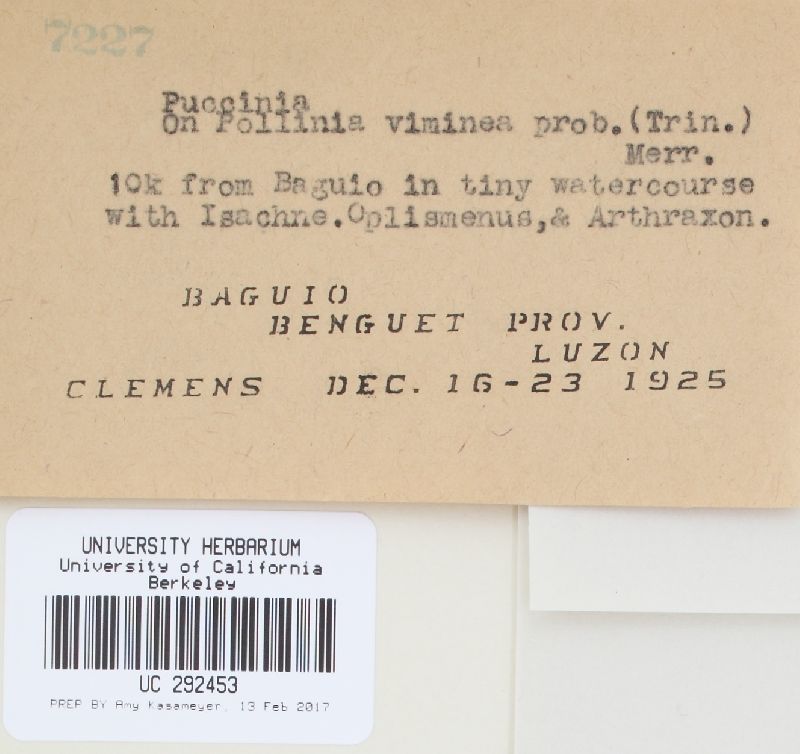 7227
Puccinia
On Pollinia viminea prob.(Trin.)
Merr.
10k from Baguio in tiny watercourse
with Isachne.Oplismenus,& Arthraxon.
BAGUIO
BENGUET PROV.
LUZON
CLEMENS DEC. 16-23 1925
UNIVERSITY HERBARIUM
University of California
Berkeley
UC 292453
PREP BY Amy Kasameyer, 13 Feb 2017